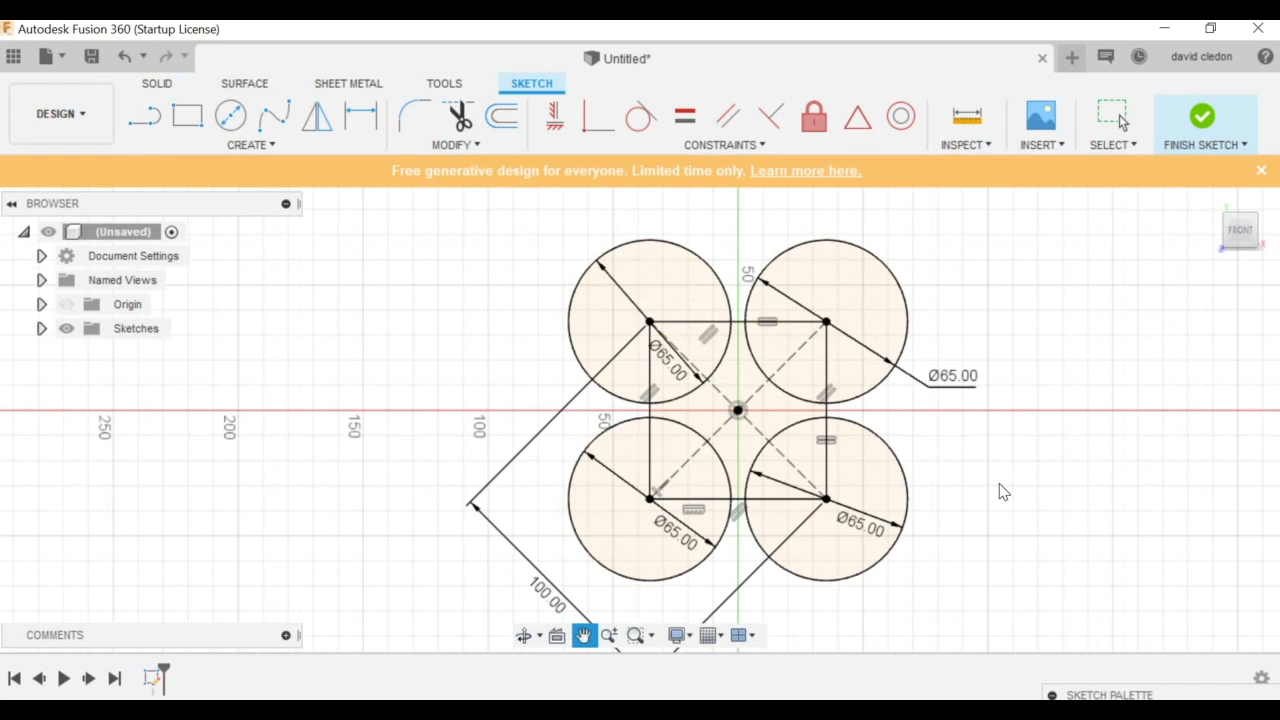 Autodesk Fusion 360 (Startup License)
Untitled*
david cledon
SOLID SURFACE SHEET METAL TOOLS SKETCH
DESIGN
CREATE MODIFY CONSTRAINTS INSPECT INSERT SELECT FINISH SKETCH
Free generative design for everyone. Limited time only. Learn more here.
BROWSER
(Unsaved)
Document Settings
Named Views
Origin
Sketches
FRONT
Y
X
Z
50
Ø65.00
Ø65.00
250 200 150 100 50
Ø65.00
Ø65.00
100.00
COMMENTS
SKETCH PALETTE